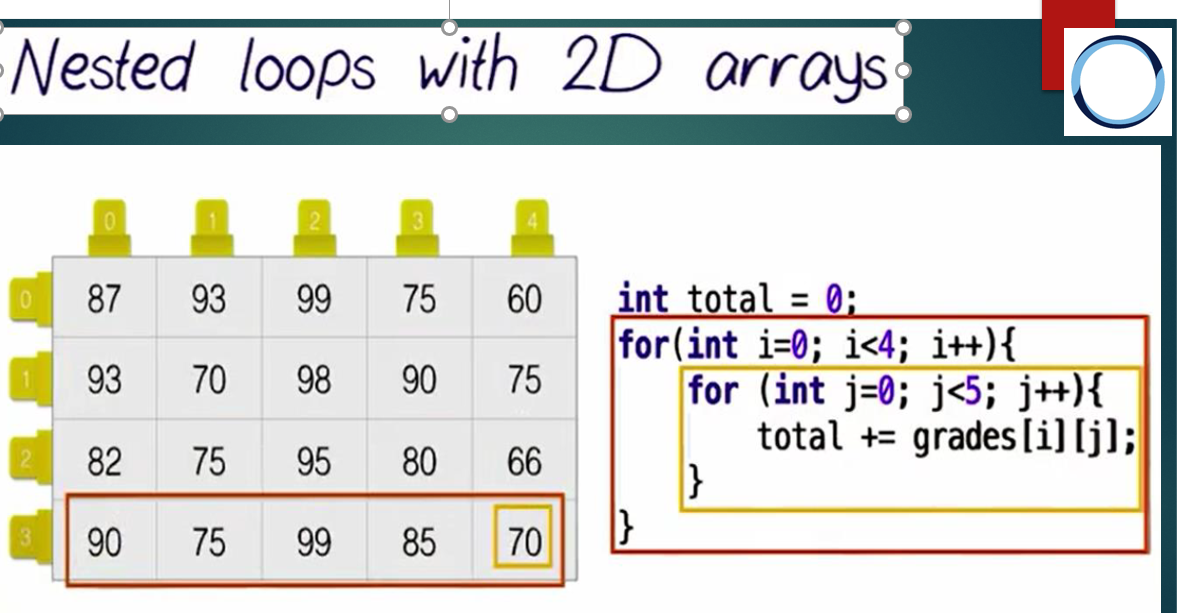 Nested loops with 2D arrays
0 1 2 3 4
0 87 93 99 75 60
1 93 70 98 90 75
2 82 75 95 80 66
3 90 75 99 85 70
int total = 0;
for(int i=0; i<4; i++){
for (int j=0; j<5; j++){
total += grades[i][j];
}
}